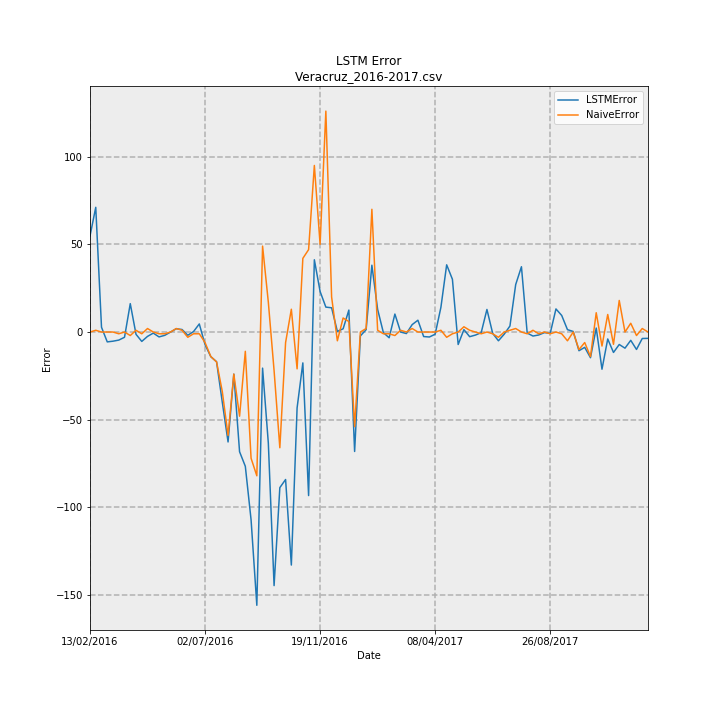 LSTM Error
Veracruz_2016-2017.csv
LSTMError
NaiveError
100
50
0
−50
−100
−150
Error
13/02/2016 02/07/2016 19/11/2016 08/04/2017 26/08/2017
Date